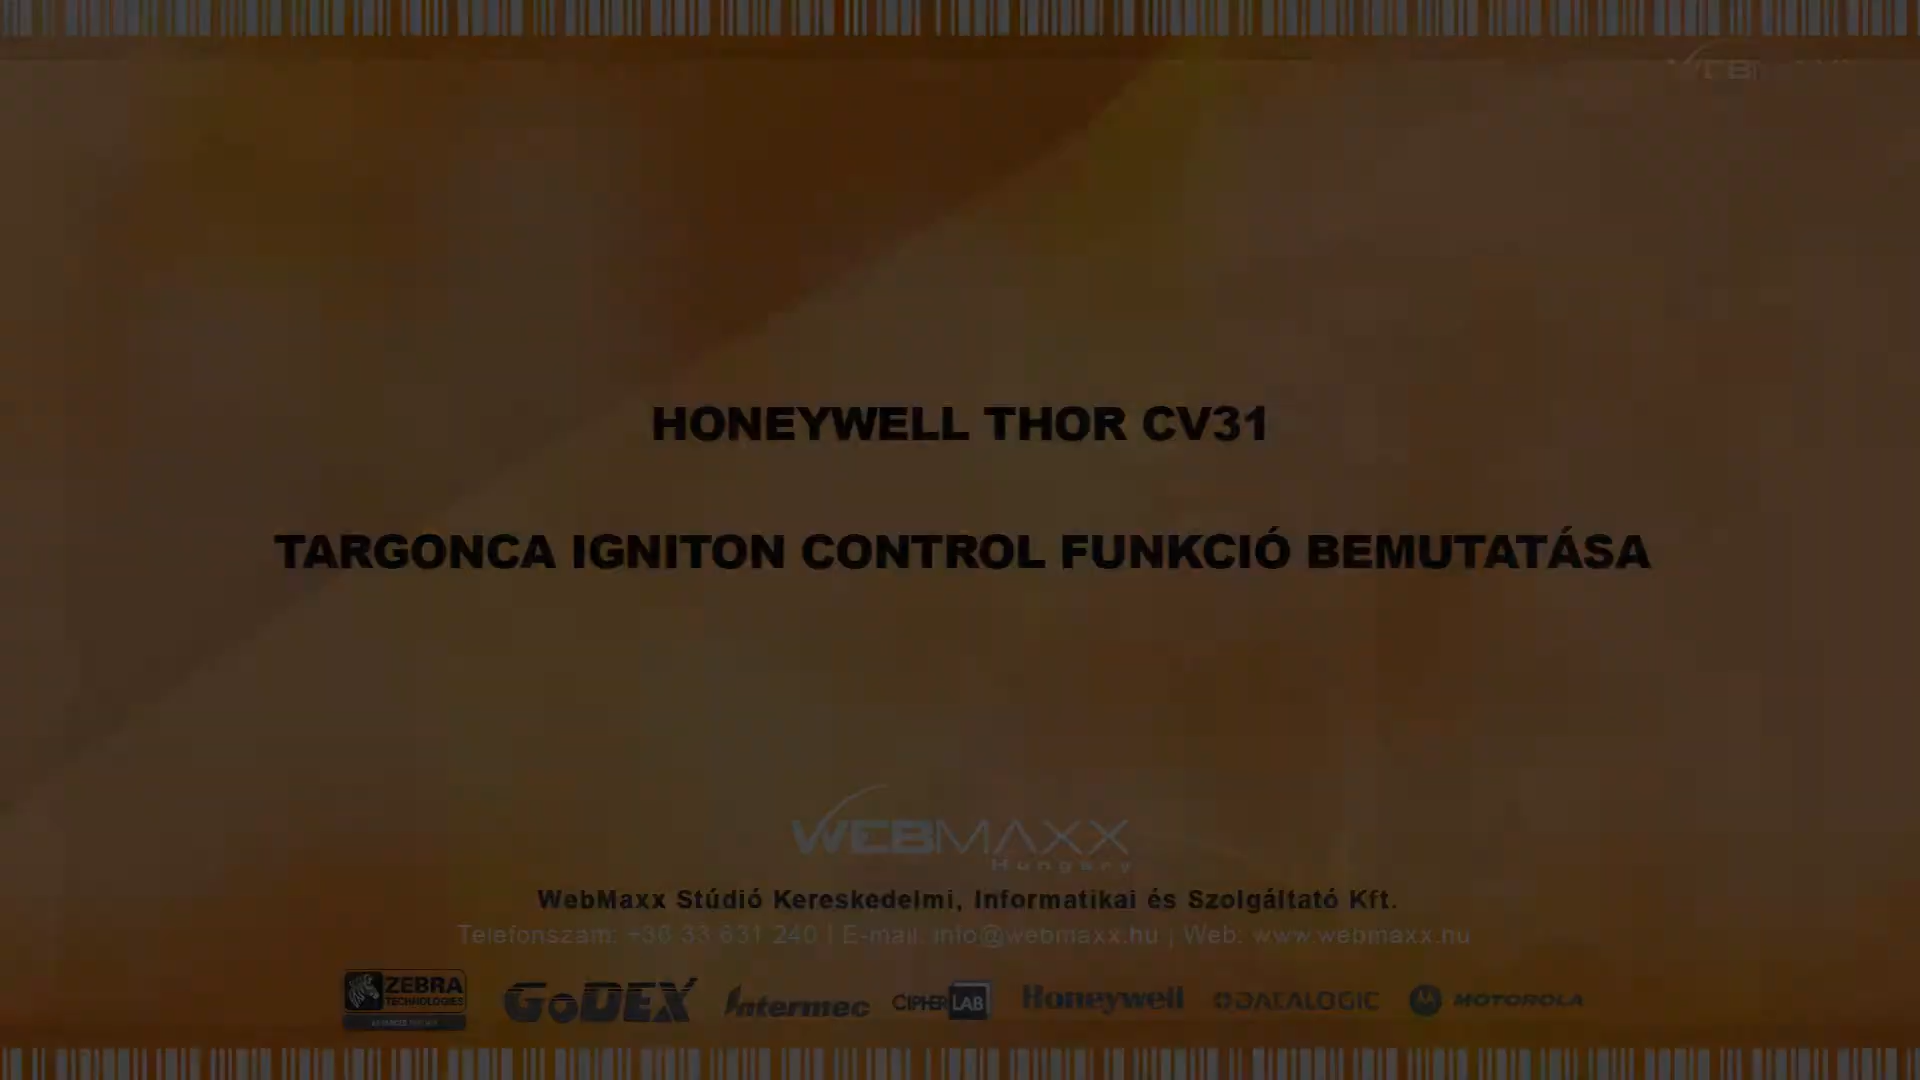 WEBMAXX
HONEYWELL THOR CV31
TARGONCA IGNITON CONTROL FUNKCIÓ BEMUTATÁSA
WEBMAXX
Hungary
WebMaxx Stúdió Kereskedelmi, Informatikai és Szolgáltató Kft.
Telefonszám: +36 33 631 240 | E-mail: info@webmaxx.hu | Web: www.webmaxx.hu
ZEBRA TECHNOLOGIES GoDEX Intermec CIPHERLAB Honeywell DATALOGIC MOTOROLA